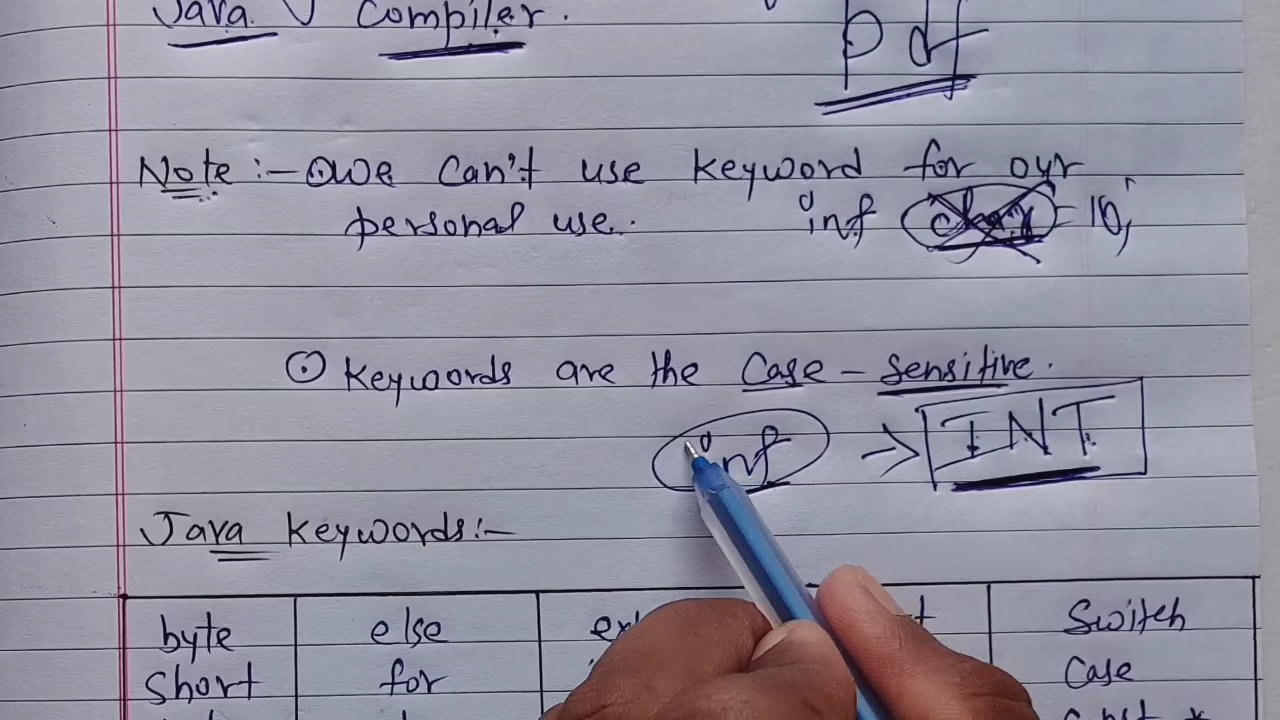 Java Compiler.
pdf
Note :- we can't use keyword for our
personal use. int = 10;
Keywords are the Case - sensitive.
int → INT
Java Keywords:-
byte else Switch
Short for Case